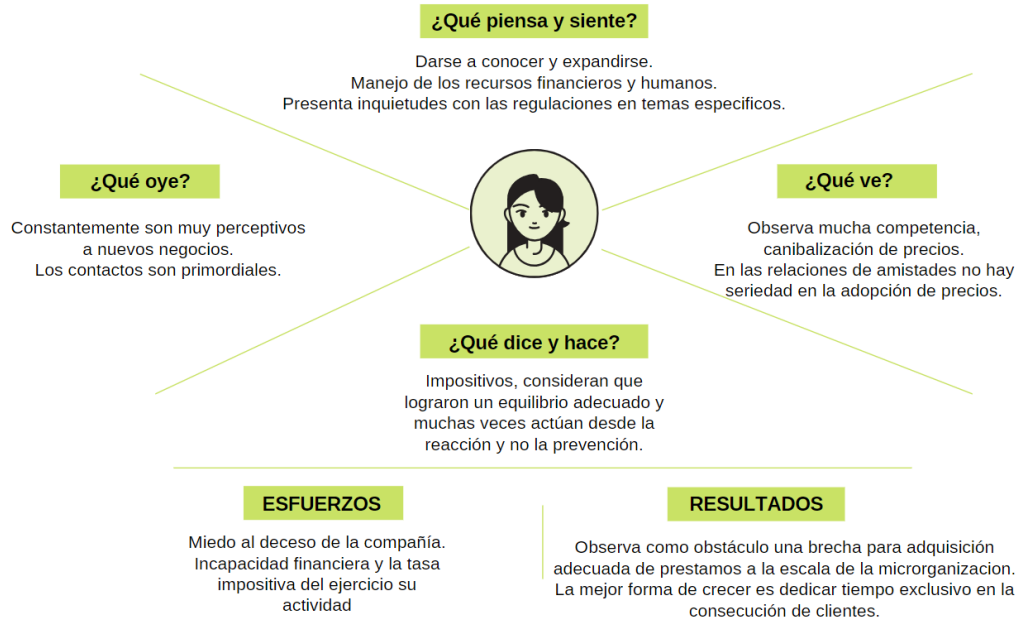 ¿Qué piensa y siente?
Darse a conocer y expandirse.
Manejo de los recursos financieros y humanos.
Presenta inquietudes con las regulaciones en temas especificos.
¿Qué oye?
Constantemente son muy perceptivos
a nuevos negocios.
Los contactos son primordiales.
¿Qué ve?
Observa mucha competencia,
canibalización de precios.
En las relaciones de amistades no hay
seriedad en la adopción de precios.
¿Qué dice y hace?
Impositivos, consideran que
lograron un equilibrio adecuado y
muchas veces actúan desde la
reacción y no la prevención.
ESFUERZOS
Miedo al deceso de la compañía.
Incapacidad financiera y la tasa
impositiva del ejercicio su
actividad
RESULTADOS
Observa como obstáculo una brecha para adquisición
adecuada de prestamos a la escala de la microrganizacion.
La mejor forma de crecer es dedicar tiempo exclusivo en la
consecución de clientes.